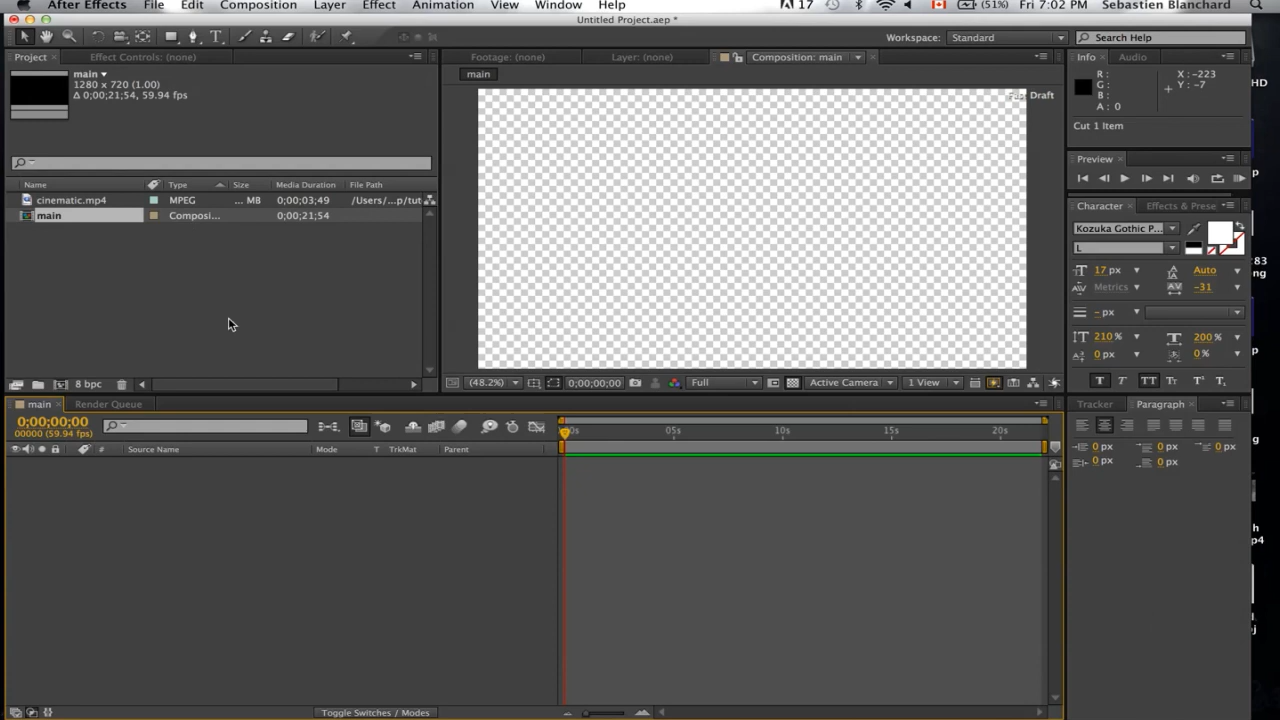 After Effects File Edit Composition Layer Effect Animation View Window Help 17 (51%) Fri 7:02 PM Sebastien Blanchard
Untitled Project.aep *
Workspace: Standard Search Help
Project Effect Controls: (none) Footage: (none) Layer: (none) Composition: main Info Audio
main
1280 x 720 (1.00)
Δ 0;00;21;54, 59.94 fps
main
Draft
R: X: -223
G: Y: -7
B:
A: 0
Cut 1 Item
Preview
Name Type Size Media Duration File Path
cinematic.mp4 MPEG ... MB 0;00;03;49 /Users/...p/tut
main Composi... 0;00;21;54
Character Effects & Prese
Kozuka Gothic P...
L
17 px Auto
Metrics -31
- px
210 % 200 %
0 px 0 %
T T TT Tr T¹ T₁
8 bpc (48.2%) 0;00;00;00 Full Active Camera 1 View
main Render Queue Tracker Paragraph
0;00;00;00
00000 (59.94 fps)
05s 10s 15s 20s
# Source Name Mode T TrkMat Parent
0 px 0 px 0 px
0 px 0 px
Toggle Switches / Modes